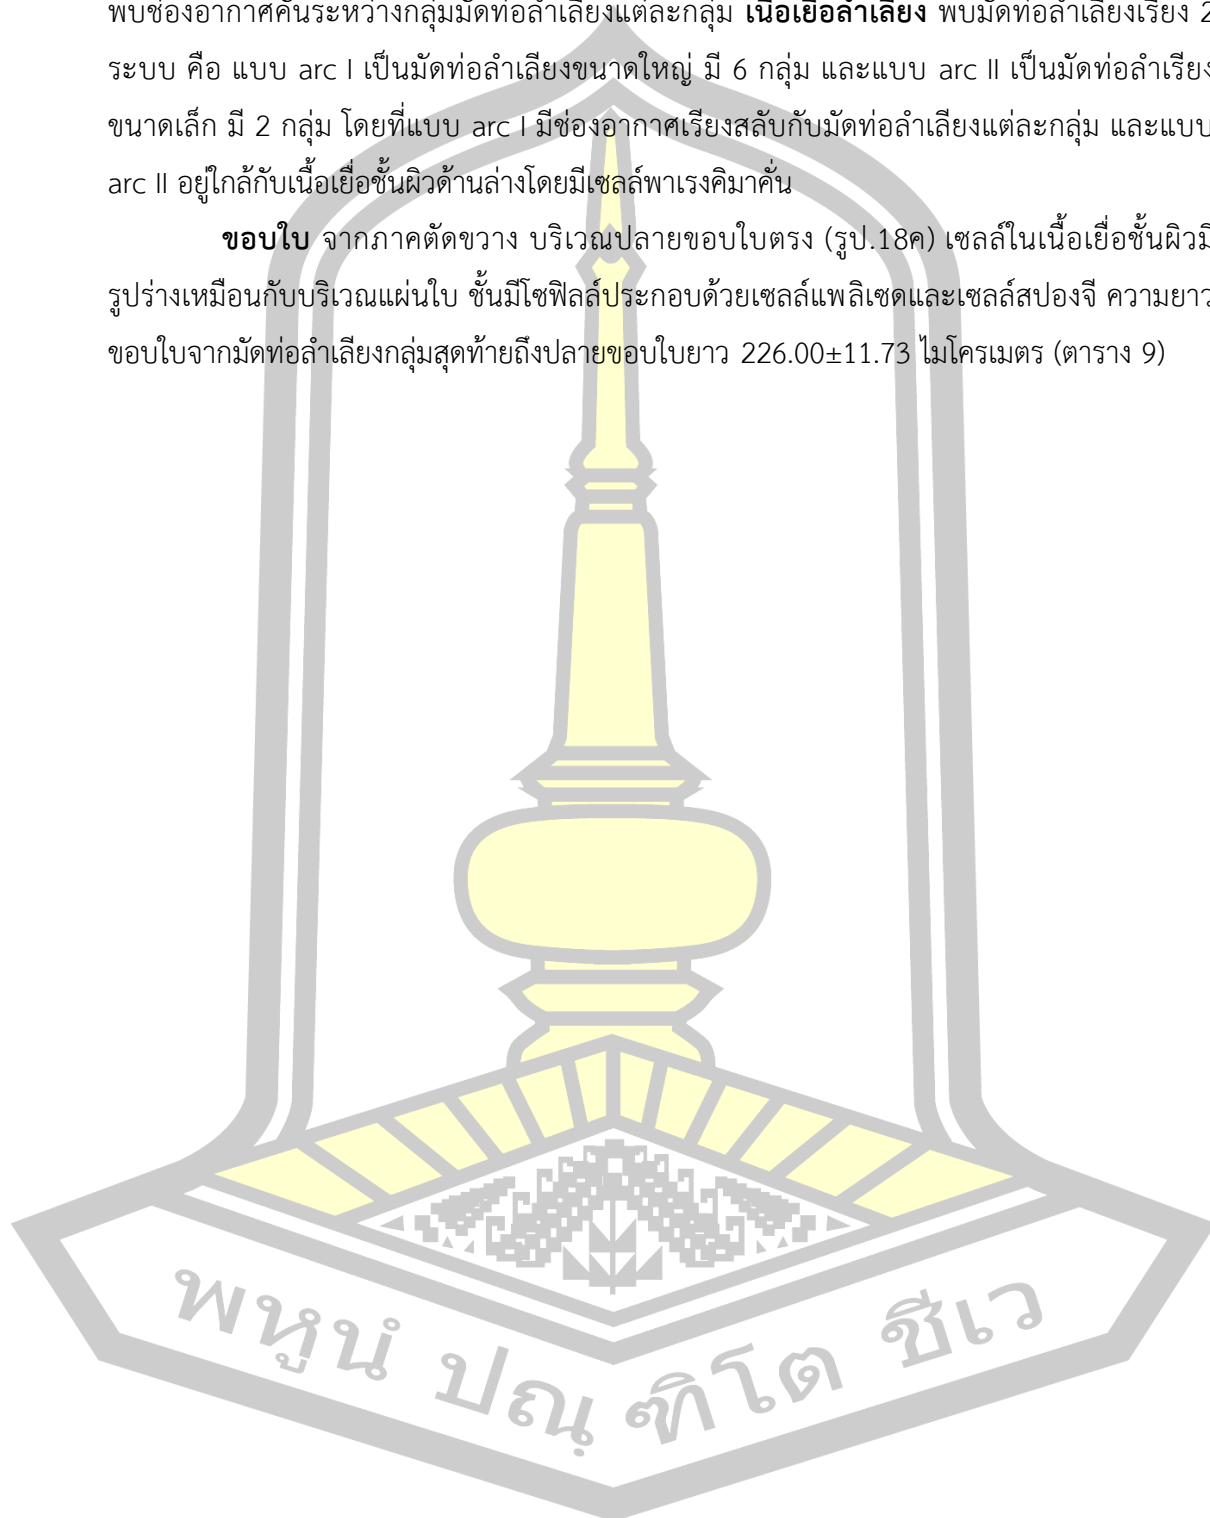 พบช่องอากาศคั่นระหว่างกลุ่มมัดท่อลำเลียงแต่ละกลุ่ม เนื้อเยื่อลำเลียง พบมัดท่อลำเลียงเรียง 2
ระบบ คือ แบบ arc I เป็นมัดท่อลำเลียงขนาดใหญ่ มี 6 กลุ่ม และแบบ arc II เป็นมัดท่อลำเรียง
ขนาดเล็ก มี 2 กลุ่ม โดยที่แบบ arc I มีช่องอากาศเรียงสลับกับมัดท่อลำเลียงแต่ละกลุ่ม และแบบ
arc II อยู่ใกล้กับเนื้อเยื่อชั้นผิวด้านล่างโดยมีเซลล์พาเรงคิมาคั่น
ขอบใบ จากภาคตัดขวาง บริเวณปลายขอบใบตรง (รูป.18ค) เซลล์ในเนื้อเยื่อชั้นผิวมี
รูปร่างเหมือนกับบริเวณแผ่นใบ ชั้นมีโซฟิลล์ประกอบด้วยเซลล์แพลิเซดและเซลล์สปองจี ความยาว
ขอบใบจากมัดท่อลำเลียงกลุ่มสุดท้ายถึงปลายขอบใบยาว 226.00±11.73 ไมโครเมตร (ตาราง 9)
พหูนํ ปณฺฑิโต ชีเว